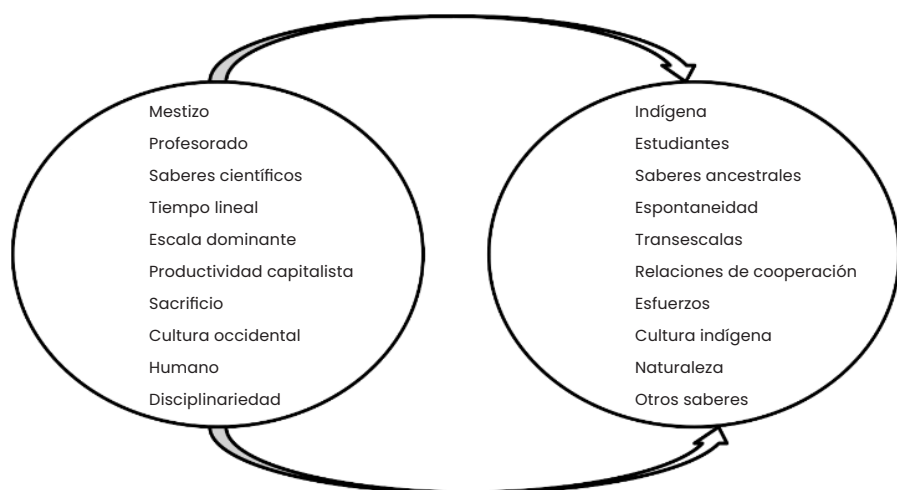 Mestizo
Profesorado
Saberes científicos
Tiempo lineal
Escala dominante
Productividad capitalista
Sacrificio
Cultura occidental
Humano
Disciplinariedad
Indígena
Estudiantes
Saberes ancestrales
Espontaneidad
Transescalas
Relaciones de cooperación
Esfuerzos
Cultura indígena
Naturaleza
Otros saberes